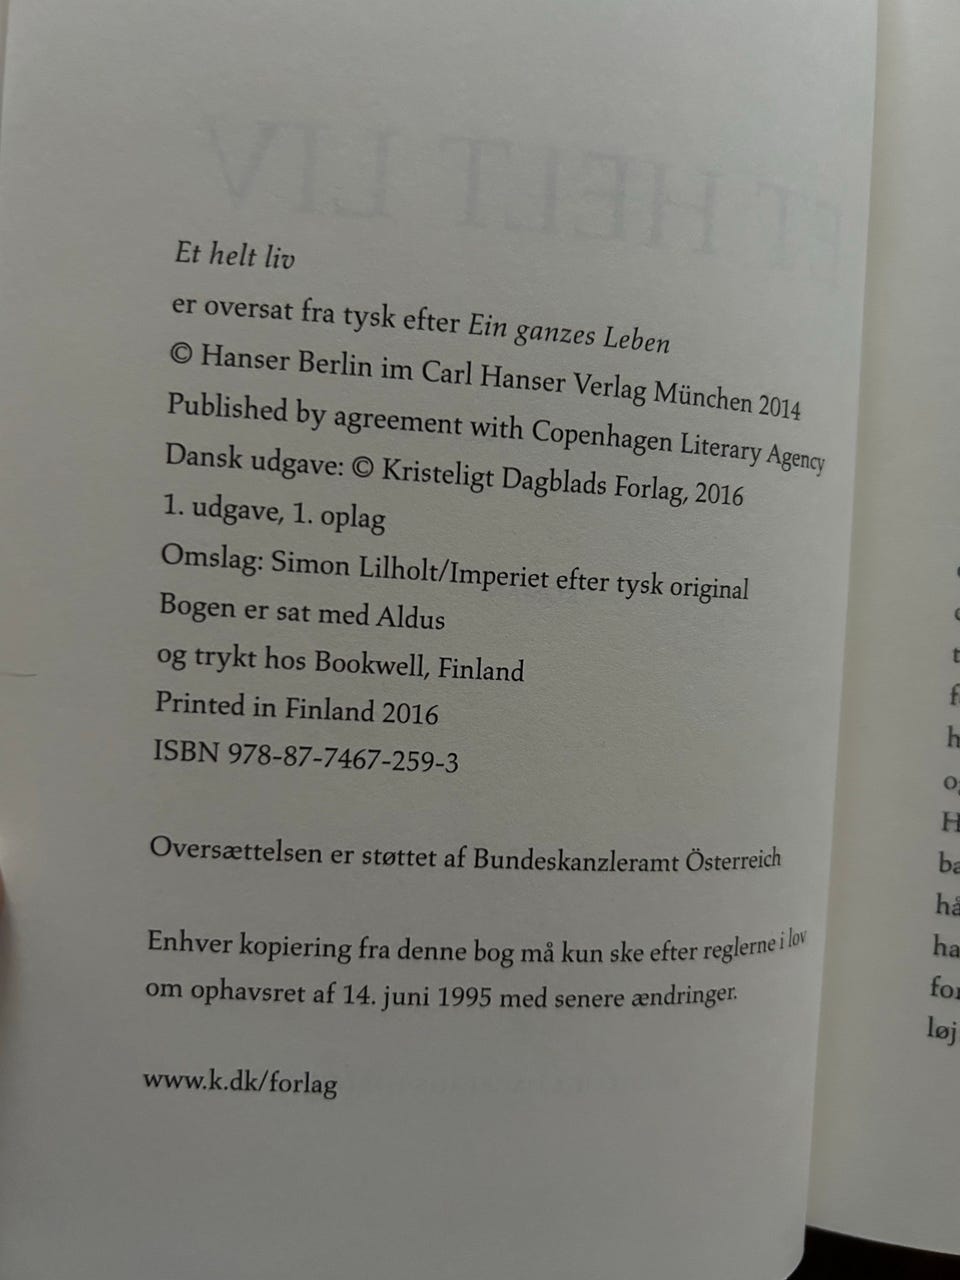 Et helt liv
er oversat fra tysk efter Ein ganzes Leben
© Hanser Berlin im Carl Hanser Verlag München 2014
Published by agreement with Copenhagen Literary Agency
Dansk udgave: © Kristeligt Dagblads Forlag, 2016
1. udgave, 1. oplag
Omslag: Simon Lilholt/Imperiet efter tysk original
Bogen er sat med Aldus
og trykt hos Bookwell, Finland
Printed in Finland 2016
ISBN 978-87-7467-259-3
Oversættelsen er støttet af Bundeskanzleramt Österreich
Enhver kopiering fra denne bog må kun ske efter reglerne i lov
om ophavsret af 14. juni 1995 med senere ændringer.
www.k.dk/forlag